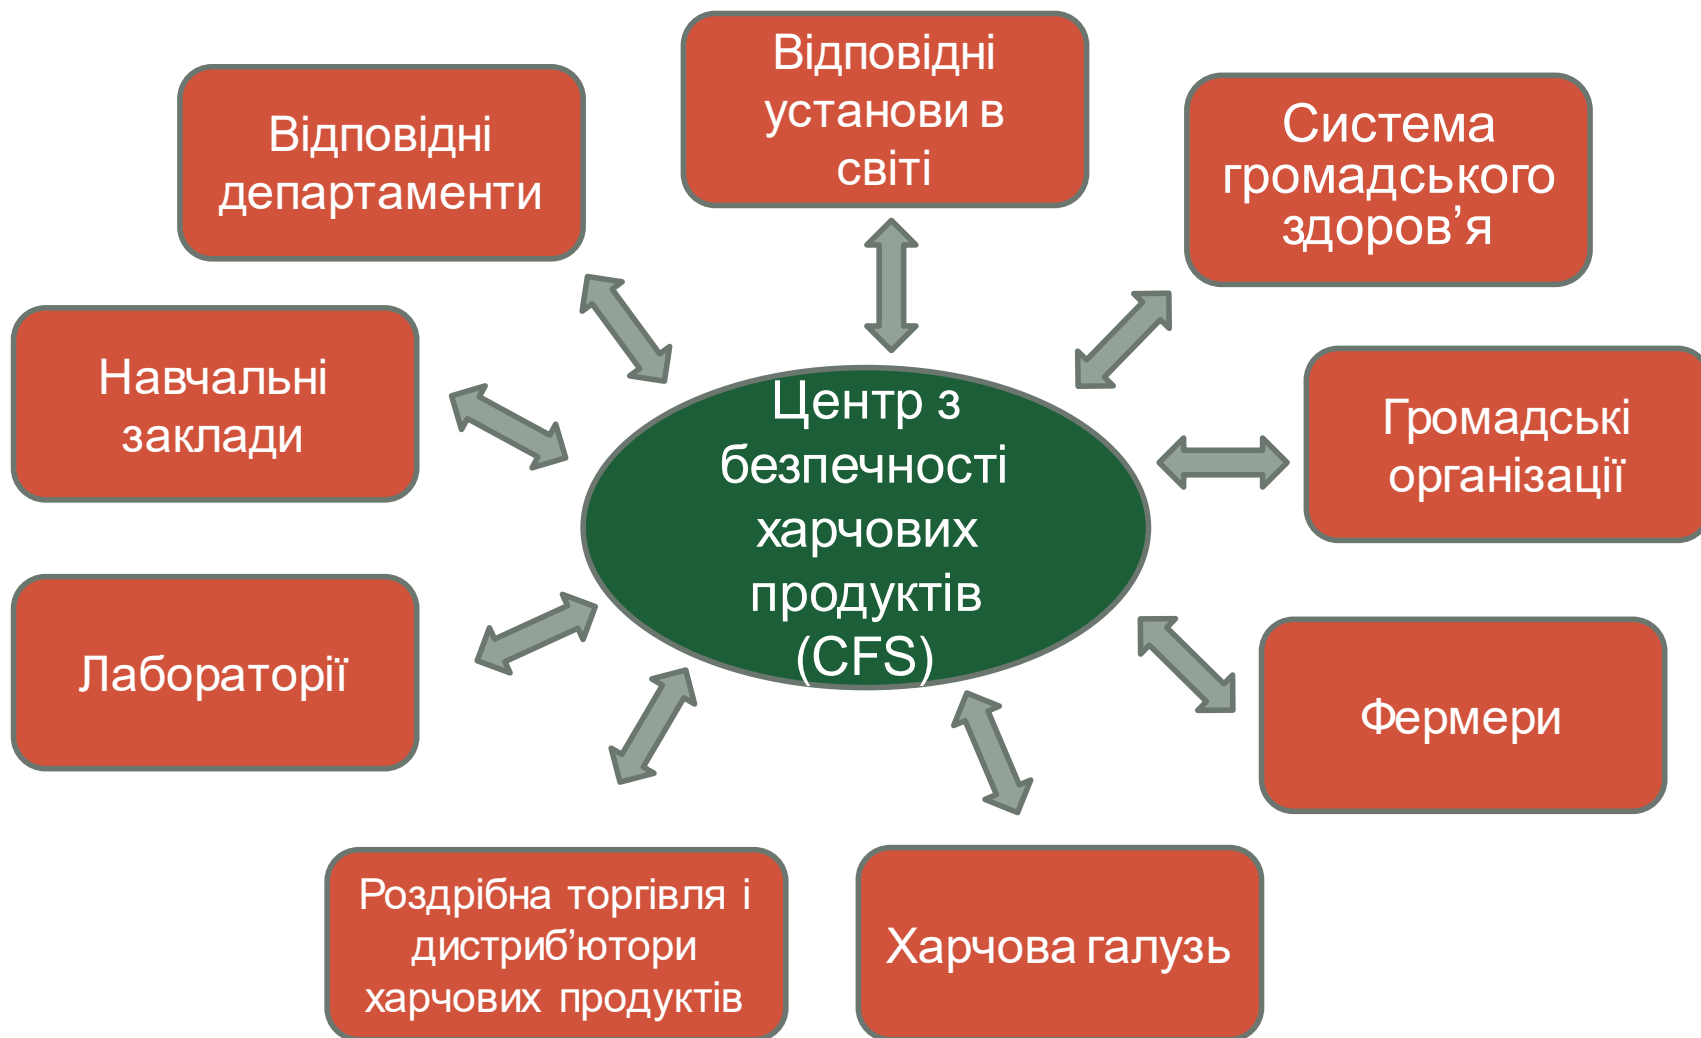 Відповідні
установи в
світі
Відповідні
департаменти
Система
громадського
здоров’я
Навчальні
заклади
Громадські
організації
Центр з
безпечності
харчових
продуктів
(CFS)
Лабораторії
Фермери
Роздрібна торгівля і
дистриб’ютори
харчових продуктів
Харчова галузь